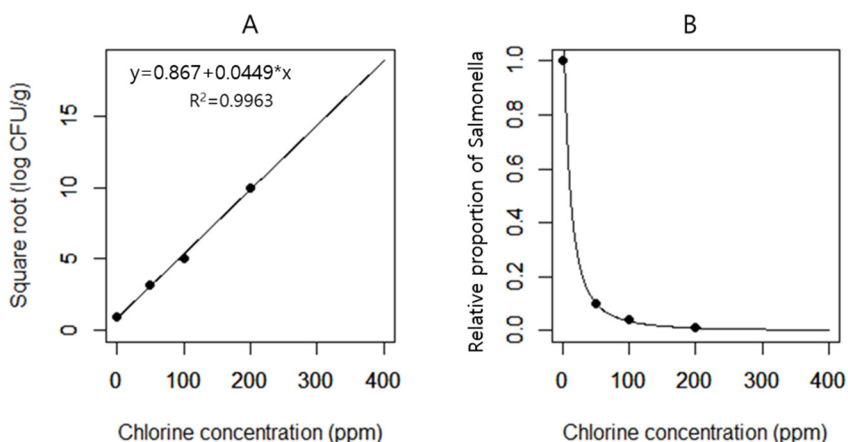 A
y=0.867+0.0449*x
R²=0.9963
Square root (log CFU/g)
15
10
5
0
0 100 200 300 400
Chlorine concentration (ppm)
B
Relative proportion of Salmonella
1.0
0.8
0.6
0.4
0.2
0.0
0 100 200 300 400
Chlorine concentration (ppm)